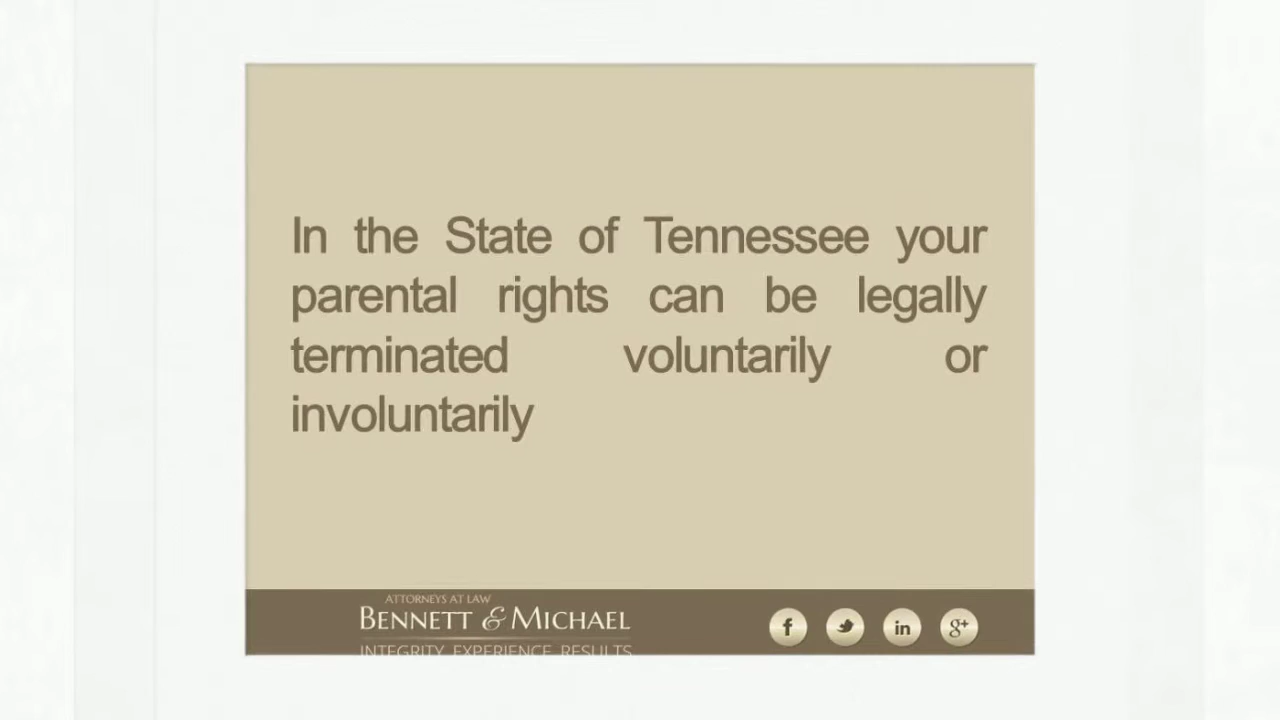 In the State of Tennessee your
parental rights can be legally
terminated voluntarily or
involuntarily
ATTORNEYS AT LAW
BENNETT & MICHAEL
INTEGRITY EXPERIENCE RESULTS
f
in
g+